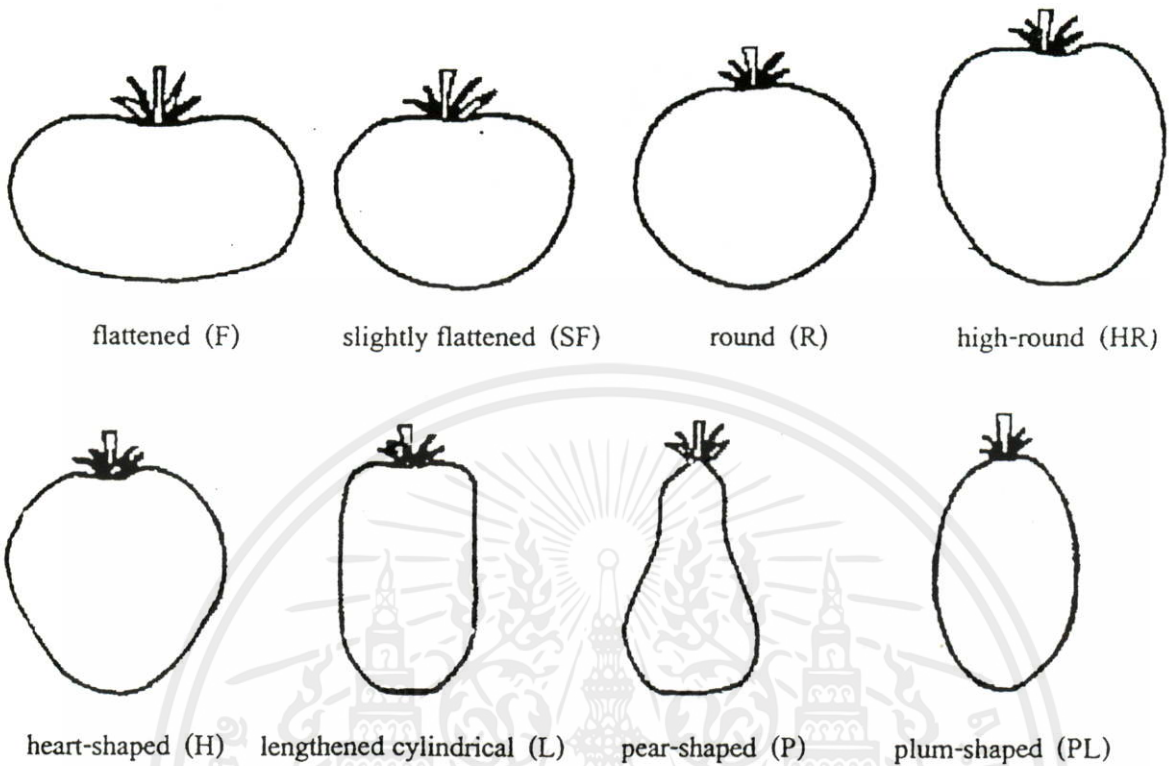 flattened (F) slightly flattened (SF) round (R) high-round (HR)
heart-shaped (H) lengthened cylindrical (L) pear-shaped (P) plum-shaped (PL)